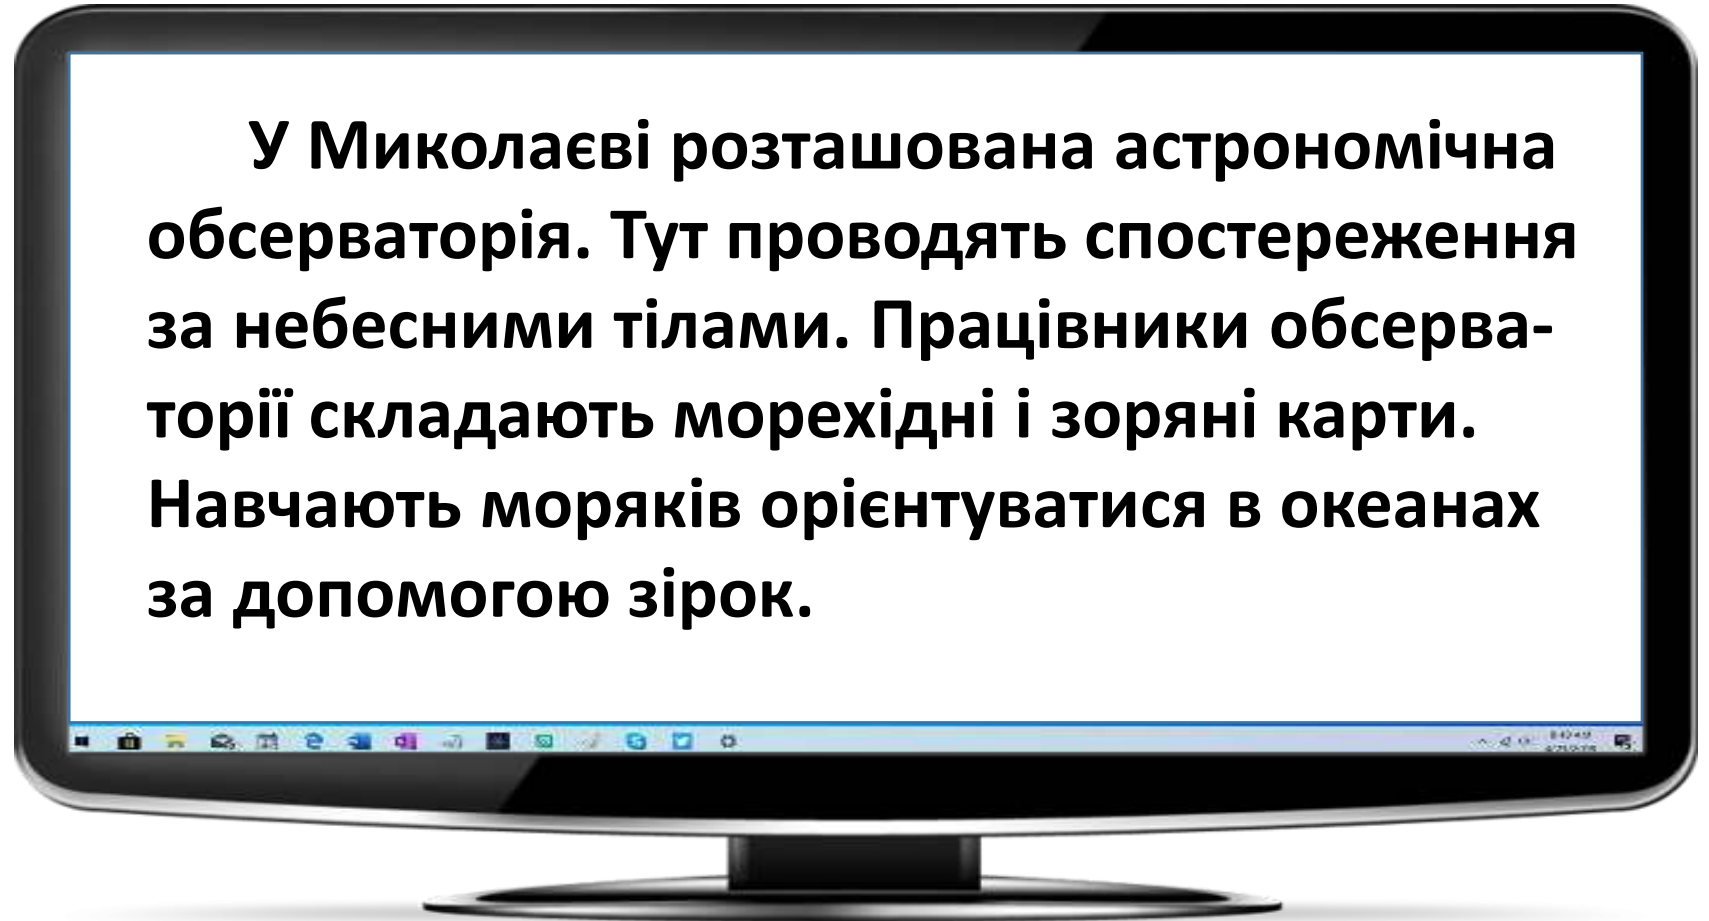 У Миколаєві розташована астрономічна
обсерваторія. Тут проводять спостереження
за небесними тілами. Працівники обсерва-
торії складають морехідні і зоряні карти.
Навчають моряків орієнтуватися в океанах
за допомогою зірок.